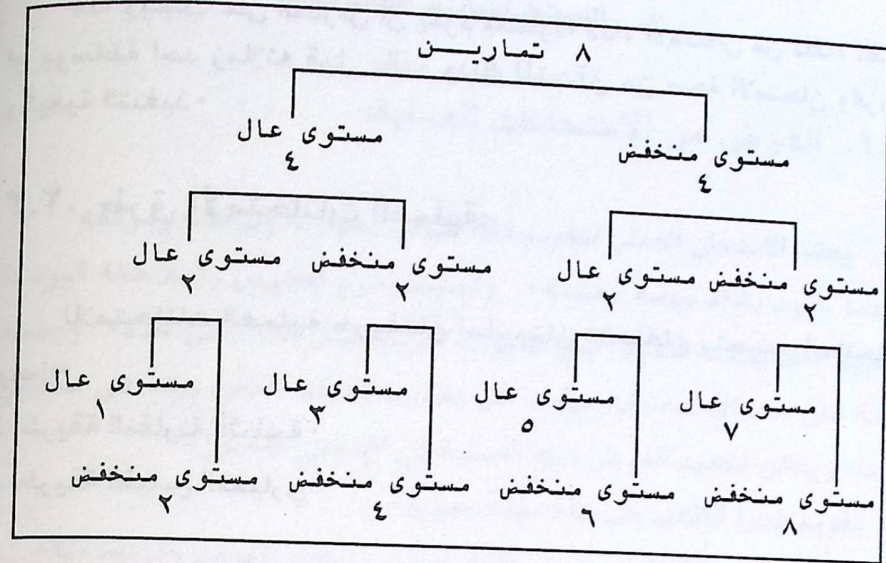 ٨ تمارين
مستوى منخفض
٤
مستوى عال
٤
مستوى منخفض
٢
مستوى عال
٢
مستوى منخفض
٢
مستوى عال
٢
مستوى عال
٧
مستوى عال
٥
مستوى عال
٣
مستوى عال
١
مستوى منخفض
٨
مستوى منخفض
٦
مستوى منخفض
٤
مستوى منخفض
٢